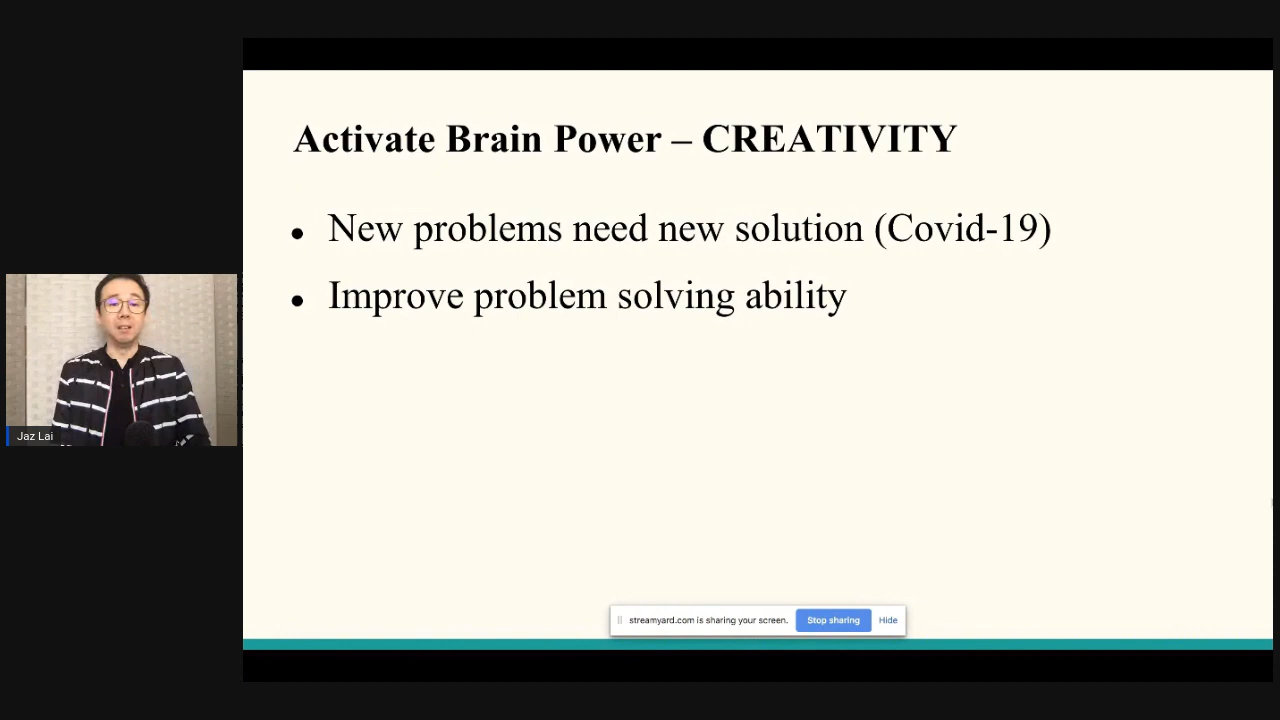 Activate Brain Power – CREATIVITY
• New problems need new solution (Covid-19)
• Improve problem solving ability
Jaz Lai
streamyard.com is sharing your screen. Stop sharing Hide